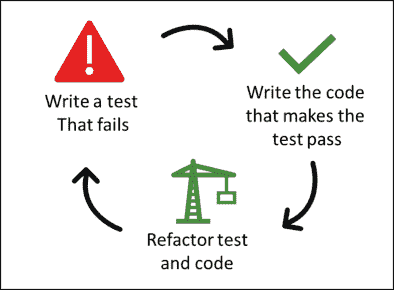 Write a test
That fails
Write the code
that makes the
test pass
Refactor test
and code